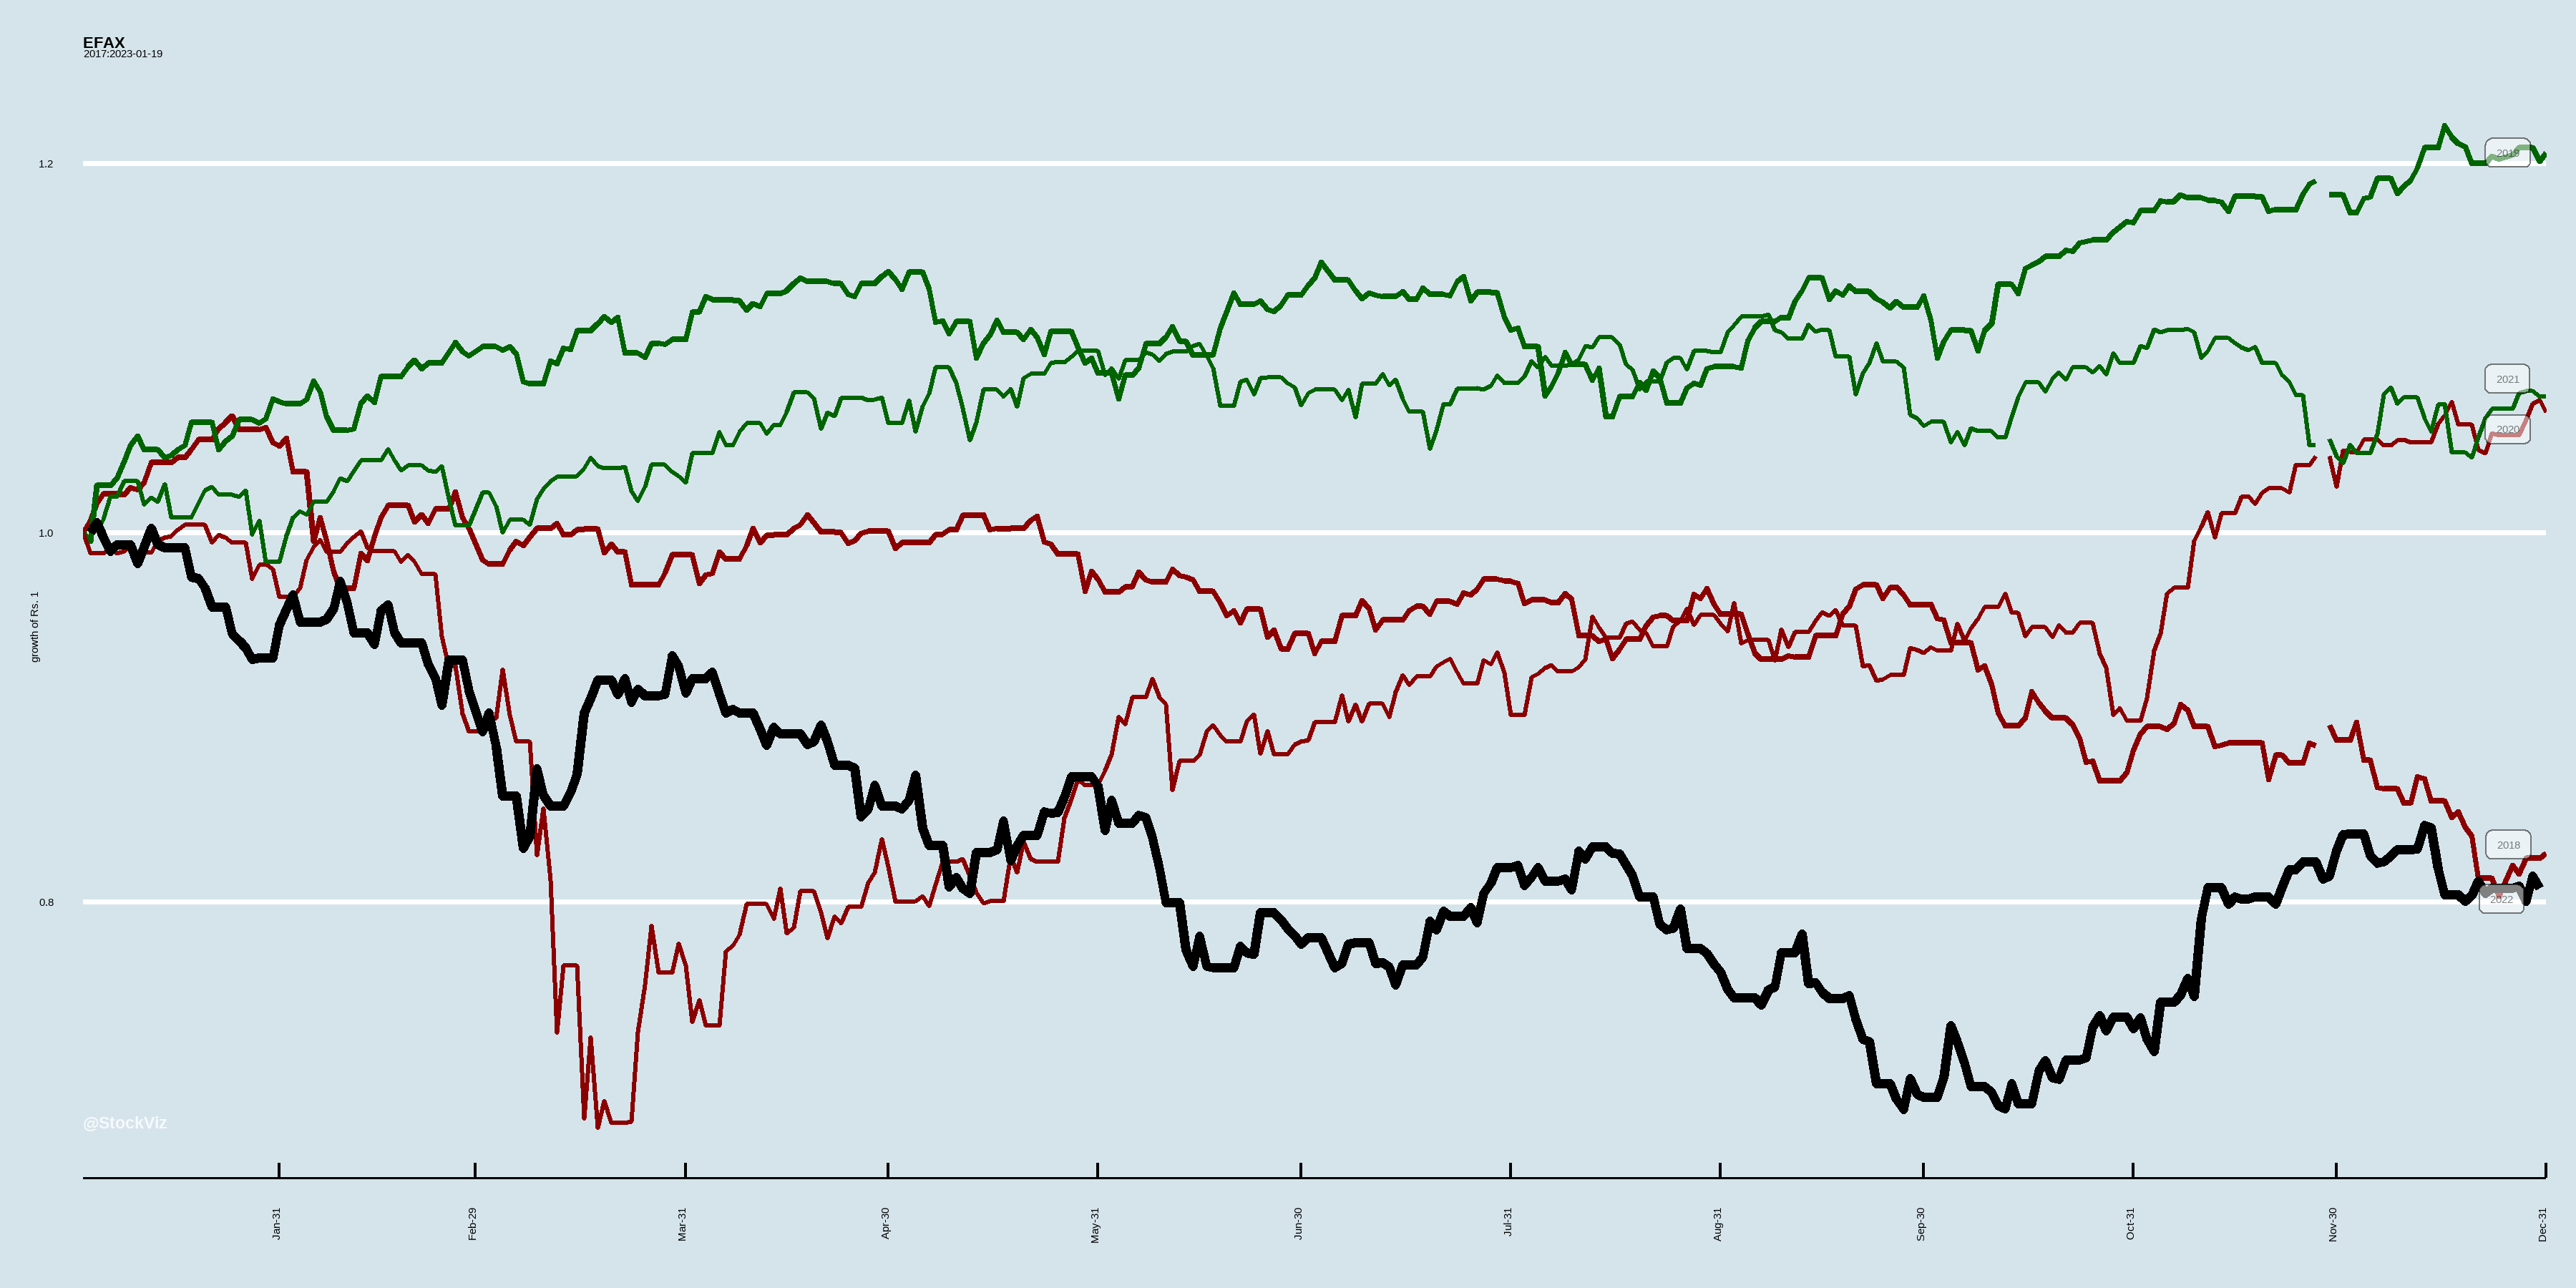 EFAX
2017:2023-01-19
1.2
1.0
0.8
growth of Rs. 1
2019
2021
2020
2018
2022
@StockViz
Jan-31
Feb-29
Mar-31
Apr-30
May-31
Jun-30
Jul-31
Aug-31
Sep-30
Oct-31
Nov-30
Dec-31